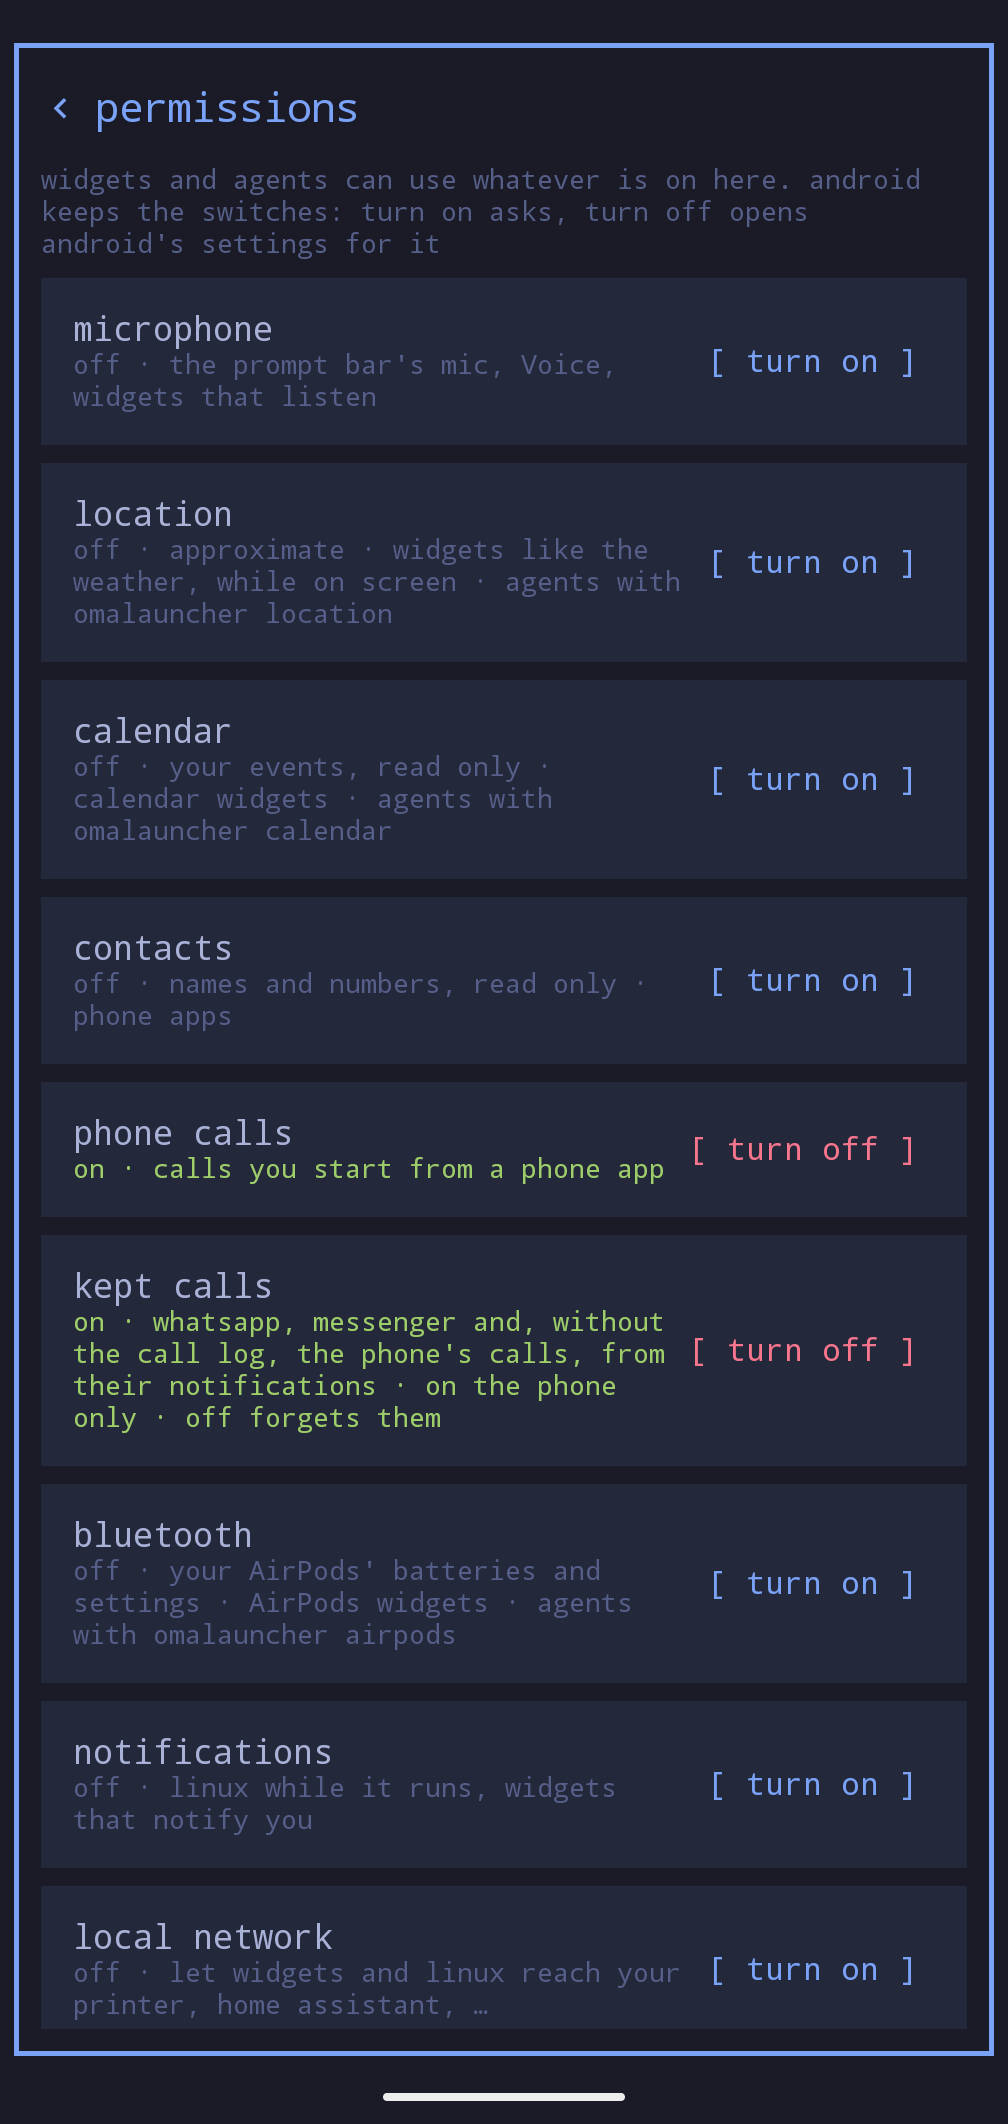 permissions
widgets and agents can use whatever is on here. android
keeps the switches: turn on asks, turn off opens
android's settings for it
microphone
off · the prompt bar's mic, Voice,
widgets that listen
[ turn on ]
location
off · approximate · widgets like the
weather, while on screen · agents with
omalauncher location
[ turn on ]
calendar
off · your events, read only ·
calendar widgets · agents with
omalauncher calendar
[ turn on ]
contacts
off · names and numbers, read only ·
phone apps
[ turn on ]
phone calls
on · calls you start from a phone app
[ turn off ]
kept calls
on · whatsapp, messenger and, without
the call log, the phone's calls, from
their notifications · on the phone
only · off forgets them
[ turn off ]
bluetooth
off · your AirPods' batteries and
settings · AirPods widgets · agents
with omalauncher airpods
[ turn on ]
notifications
off · linux while it runs, widgets
that notify you
[ turn on ]
local network
off · let widgets and linux reach your
printer, home assistant, …
[ turn on ]